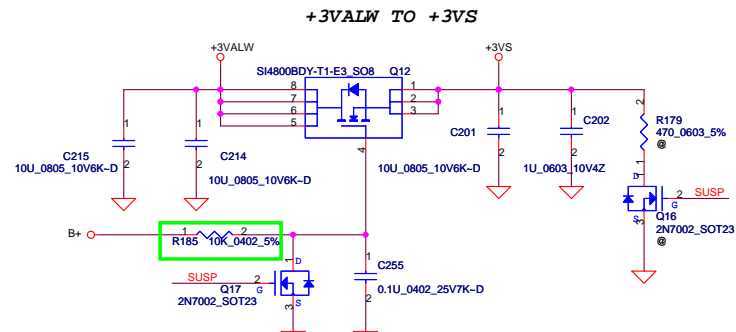 +3VALW TO +3VS
+3VALW
+3VS
SI4800BDY-T1-E3_SO8
Q12
8
7
6
5
1
2
3
4
1
2
C215
10U_0805_10V6K~D
1
2
C214
10U_0805_10V6K~D
1
2
C201
10U_0805_10V6K~D
1
2
C202
1U_0603_10V4Z
2
1
R179
470_0603_5%
@
1
D
2
G
S
3
SUSP
Q16
2N7002_SOT23
@
B+
1
2
R185
10K_0402_5%
SUSP
2
G
1
D
S
3
Q17
2N7002_SOT23
1
2
C255
0.1U_0402_25V7K~D